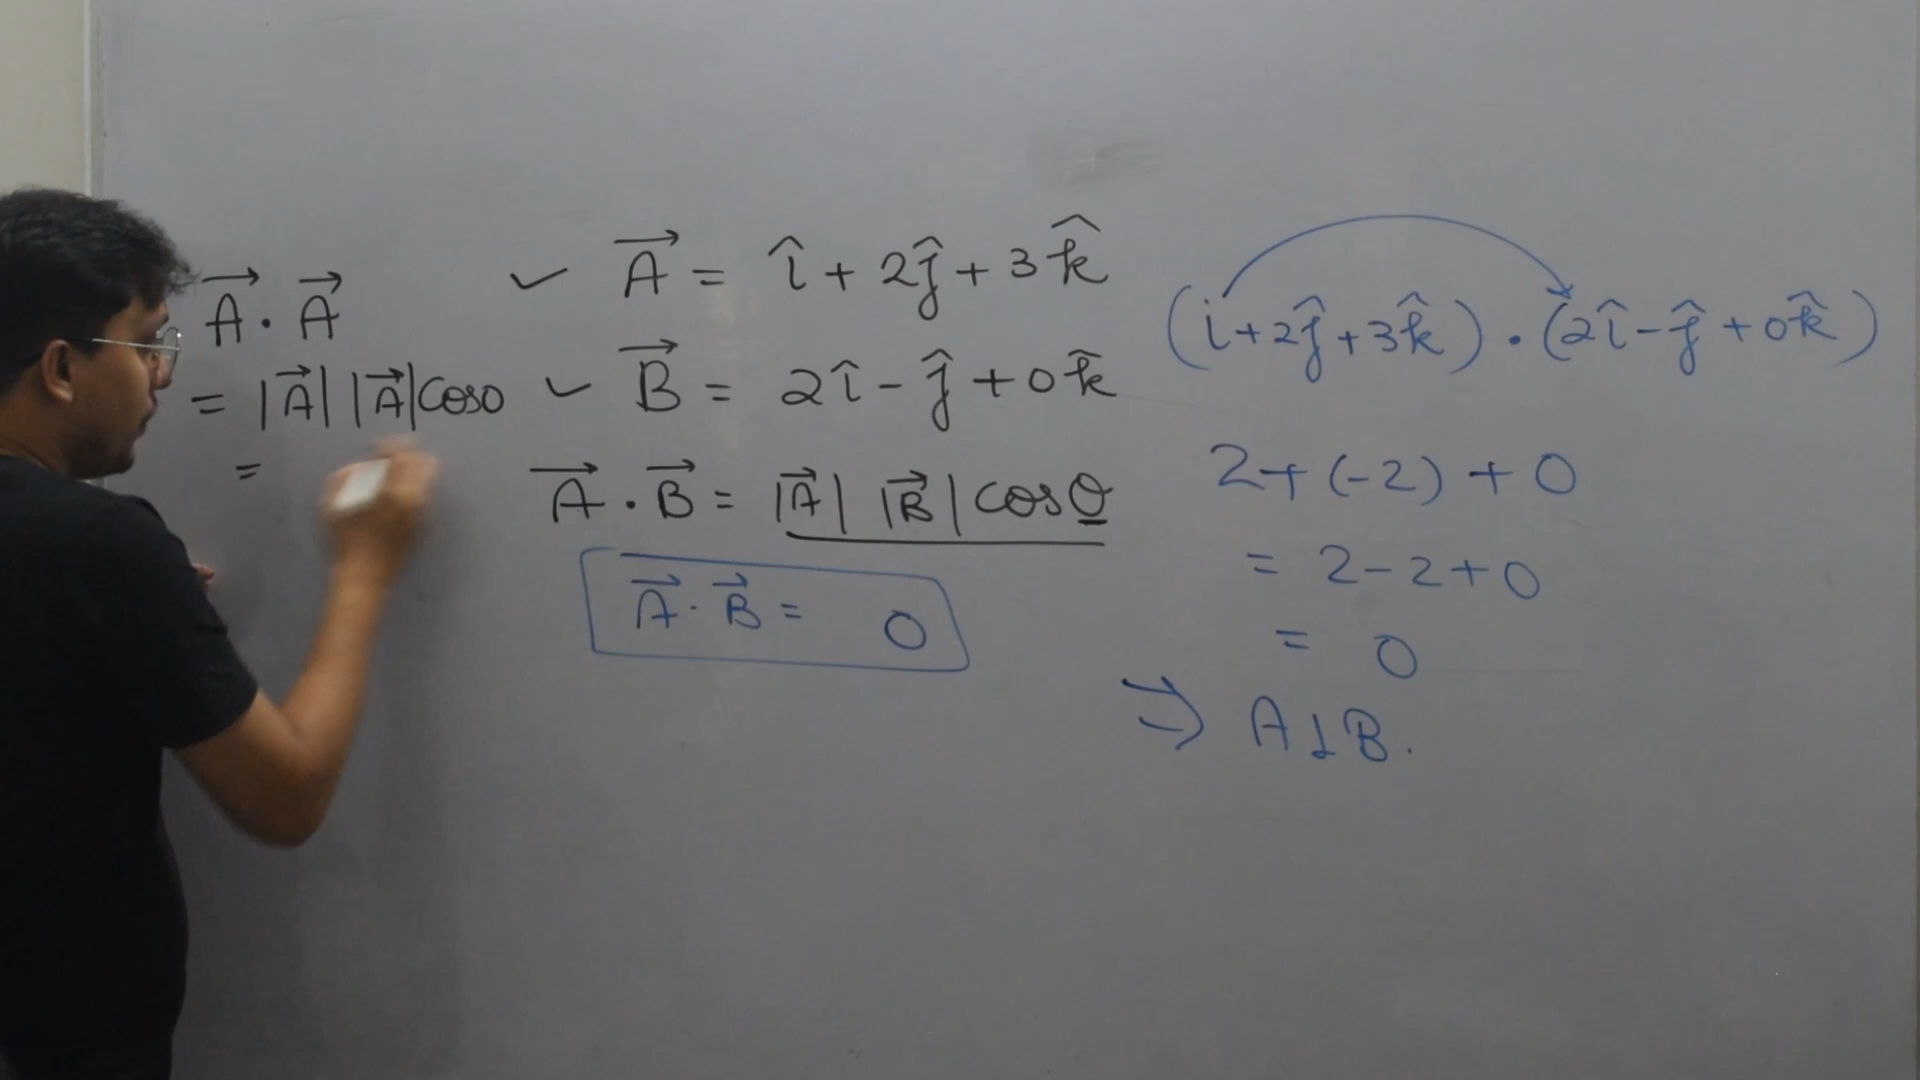 A⃗ · A⃗
= |A⃗| |A⃗| cos0
=
✓ A⃗ = î + 2ĵ + 3k̂
✓ B⃗ = 2î - ĵ + 0k̂
A⃗ · B⃗ = |A⃗| |B⃗| cosθ
A⃗ · B⃗ = 0
(î + 2ĵ + 3k̂) · (2î - ĵ + 0k̂)
2 + (-2) + 0
= 2 - 2 + 0
= 0
⇒ A ⊥ B.